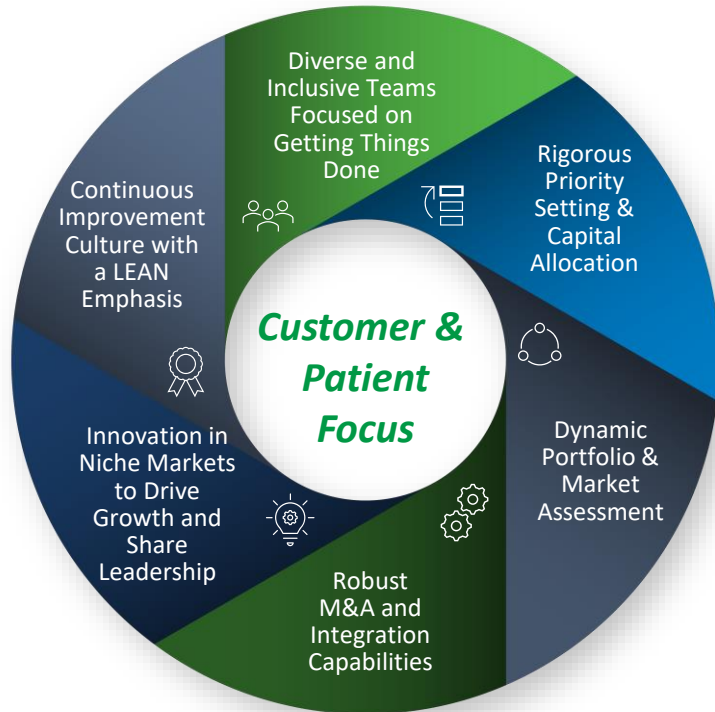 Diverse and
Inclusive Teams
Focused on
Getting Things
Done
Rigorous
Priority
Setting &
Capital
Allocation
Dynamic
Portfolio &
Market
Assessment
Robust
M&A and
Integration
Capabilities
Innovation in
Niche Markets
to Drive
Growth and
Share
Leadership
Continuous
Improvement
Culture with
a LEAN
Emphasis
Customer &
Patient
Focus